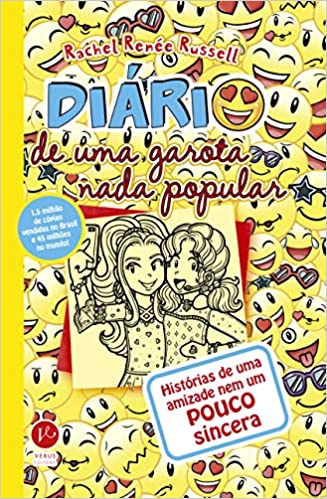 Rachel Renée Russell
DIÁRIO
de uma garota
nada popular
1,5 milhão
de cópias
vendidas no Brasil
e 45 milhões
no mundo!
Histórias de uma
amizade nem um
POUCO
sincera
VERUS
EDITORA